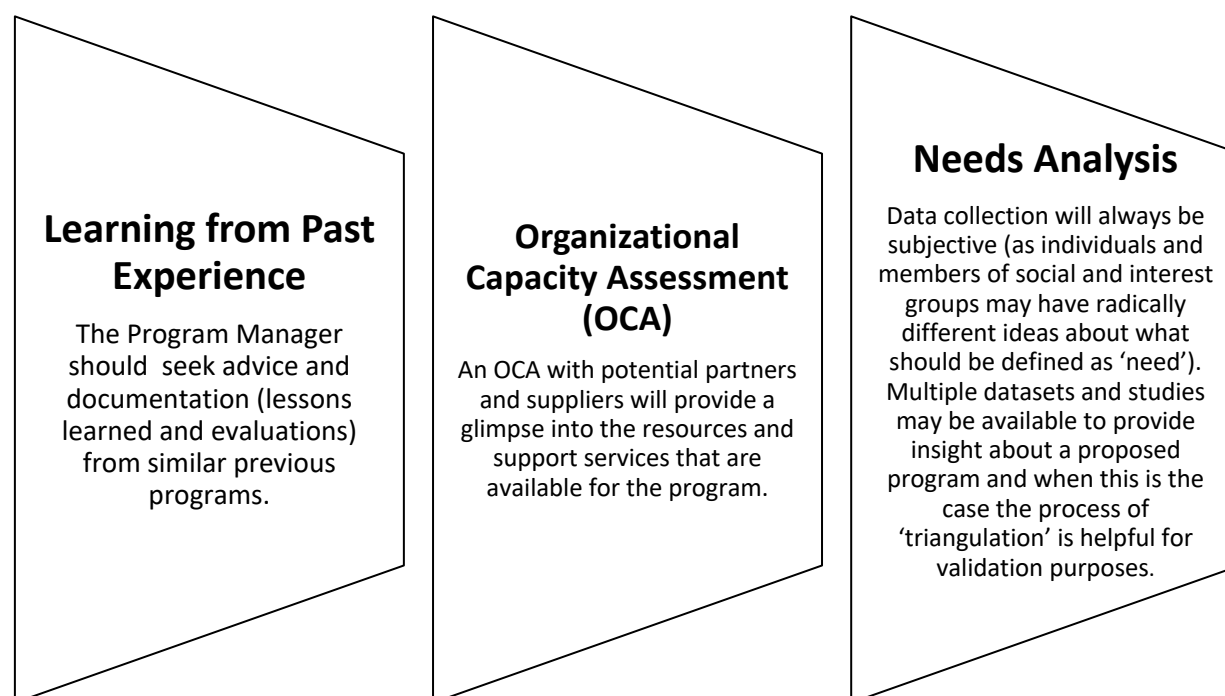 Learning from Past
Experience
The Program Manager
should  seek advice and
documentation (lessons
learned and evaluations)
from similar previous
programs.
Organizational
Capacity Assessment
(OCA)
An OCA with potential partners
and suppliers will provide a
glimpse into the resources and
support services that are
available for the program.
Needs Analysis
Data collection will always be
subjective (as individuals and
members of social and interest
groups may have radically
different ideas about what
should be defined as ‘need’).
Multiple datasets and studies
may be available to provide
insight about a proposed
program and when this is the
case the process of
‘triangulation’ is helpful for
validation purposes.